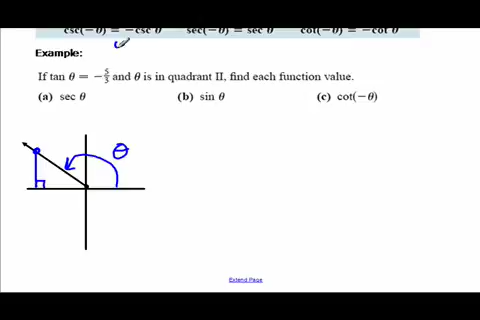 csc(−θ) = −csc θ sec(−θ) = sec θ cot(−θ) = −cot θ
Example:
If tan θ = −5/3 and θ is in quadrant II, find each function value.
(a) sec θ (b) sin θ (c) cot(−θ)
θ
Extend Page